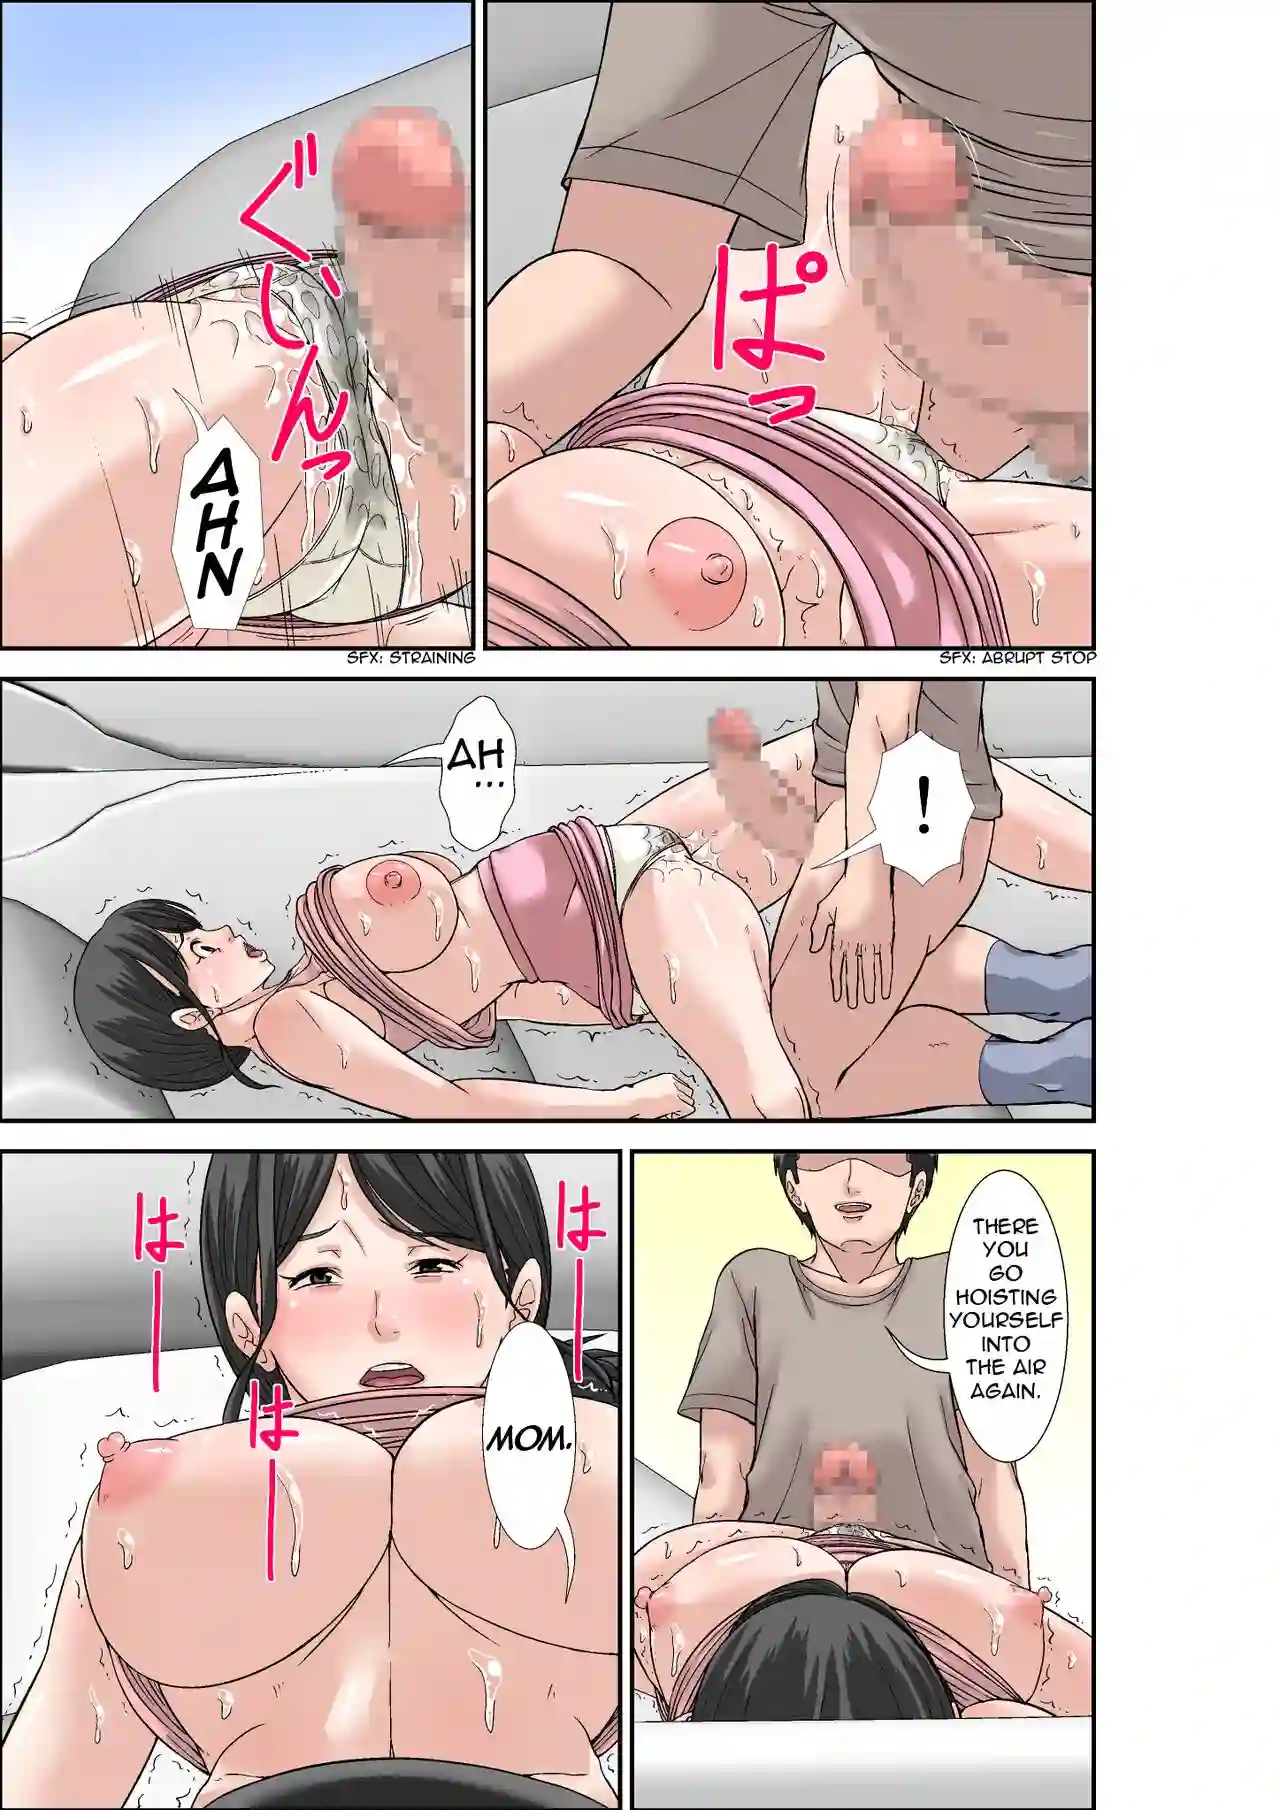 ぱっ
SFX: ABRUPT STOP
ぐいんっ
AHN
SFX: STRAINING
!
AH
...
THERE
YOU
GO
HOISTING
YOURSELF
INTO
THE AIR
AGAIN.
はー
はー
はー
MOM.